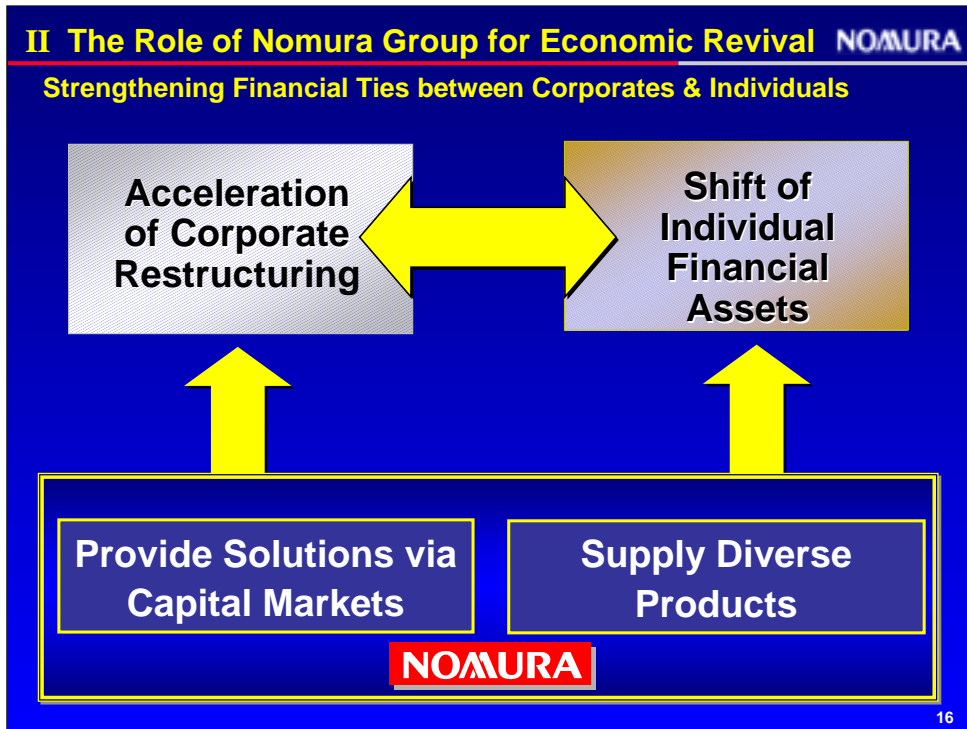 II The Role of Nomura Group for Economic Revival NOMURA
Strengthening Financial Ties between Corporates & Individuals
Acceleration
of Corporate
Restructuring
Shift of
Individual
Financial
Assets
Provide Solutions via
Capital Markets
Supply Diverse
Products
NOMURA
16